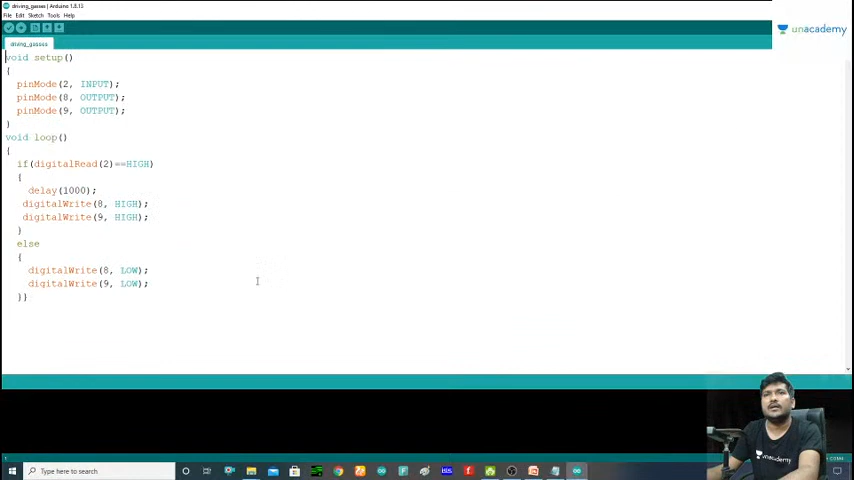 driving_gasses | Arduino 1.8.13
File Edit Sketch Tools Help
unacademy
driving_gasses
void setup()
{
pinMode(2, INPUT);
pinMode(8, OUTPUT);
pinMode(9, OUTPUT);
}
void loop()
{
if(digitalRead(2)==HIGH)
{
delay(1000);
digitalWrite(8, HIGH);
digitalWrite(9, HIGH);
}
else
{
digitalWrite(8, LOW);
digitalWrite(9, LOW);
}}
unacademy
Type here to search